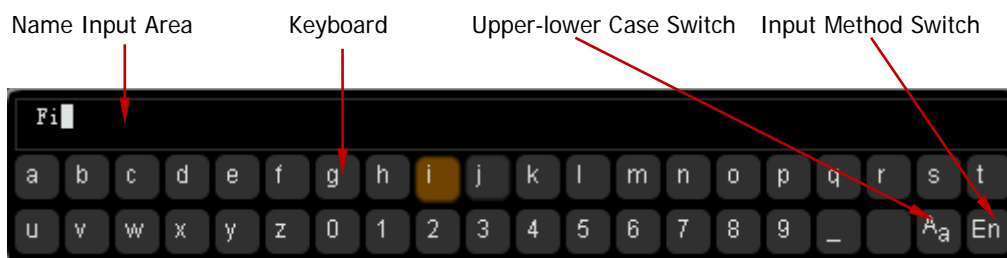 Name Input Area Keyboard Upper-lower Case Switch Input Method Switch
Fi
a b c d e f g h i j k l m n o p q r s t
u v w x y z 0 1 2 3 4 5 6 7 8 9 _ Aa En